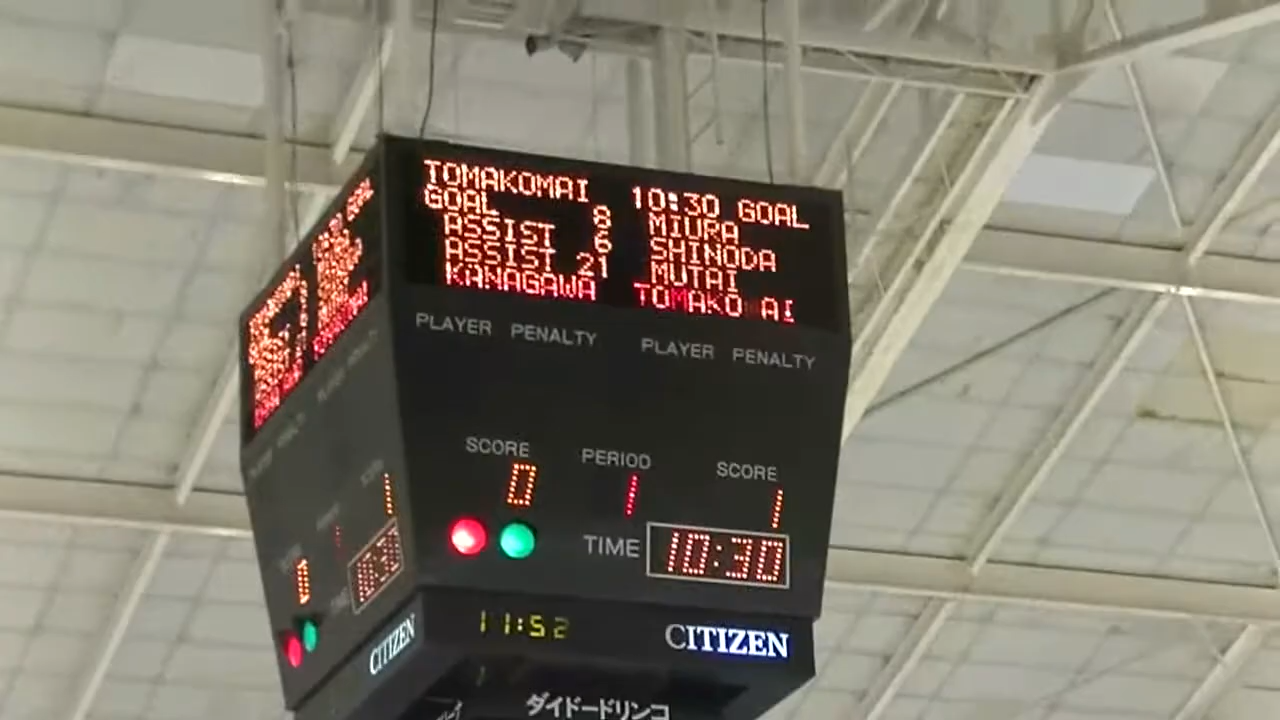 TOMAKOMAI 10:30 GOAL
GOAL 8 MIURA
ASSIST 6 SHINODA
ASSIST 21 MUTAI
KANAGAWA TOMAKO AI
PLAYER PENALTY PLAYER PENALTY
SCORE PERIOD SCORE
0 1 1
TIME 10:30
11:52 CITIZEN
CITIZEN
ダイドードリンコ